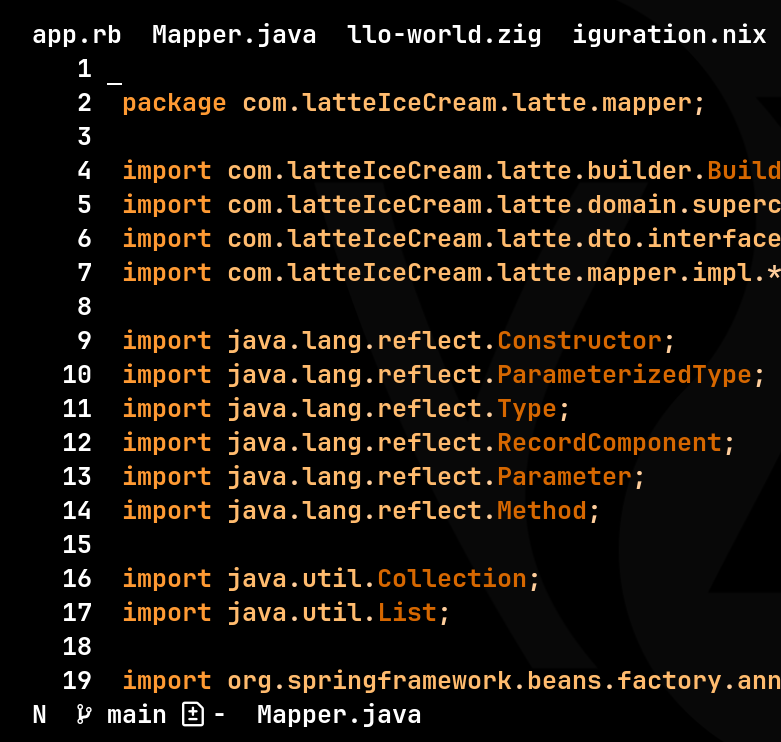 app.rb  Mapper.java  llo-world.zig  iguration.nix
1 _
2 package com.latteIceCream.latte.mapper;
3
4 import com.latteIceCream.latte.builder.Build
5 import com.latteIceCream.latte.domain.superc
6 import com.latteIceCream.latte.dto.interface
7 import com.latteIceCream.latte.mapper.impl.*
8
9 import java.lang.reflect.Constructor;
10 import java.lang.reflect.ParameterizedType;
11 import java.lang.reflect.Type;
12 import java.lang.reflect.RecordComponent;
13 import java.lang.reflect.Parameter;
14 import java.lang.reflect.Method;
15
16 import java.util.Collection;
17 import java.util.List;
18
19 import org.springframework.beans.factory.ann
N  main -  Mapper.java